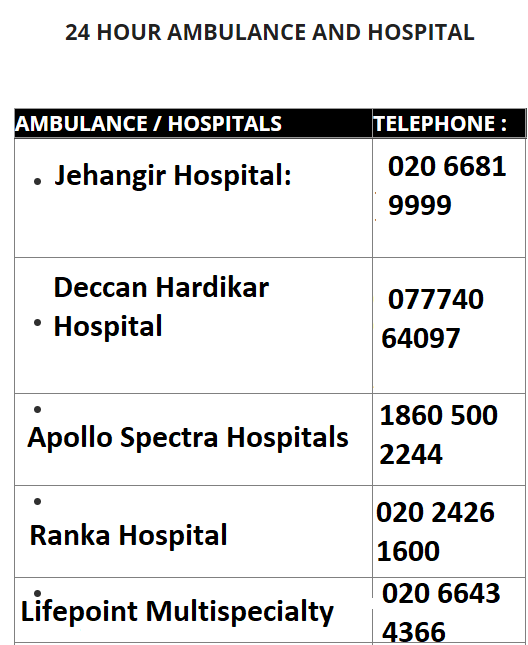 24 HOUR AMBULANCE AND HOSPITAL
AMBULANCE / HOSPITALS TELEPHONE :
• Jehangir Hospital: 020 6681
9999
Deccan Hardikar
• Hospital
077740
64097
•
Apollo Spectra Hospitals
1860 500
2244
•
Ranka Hospital
020 2426
1600
•
Lifepoint Multispecialty
020 6643
4366